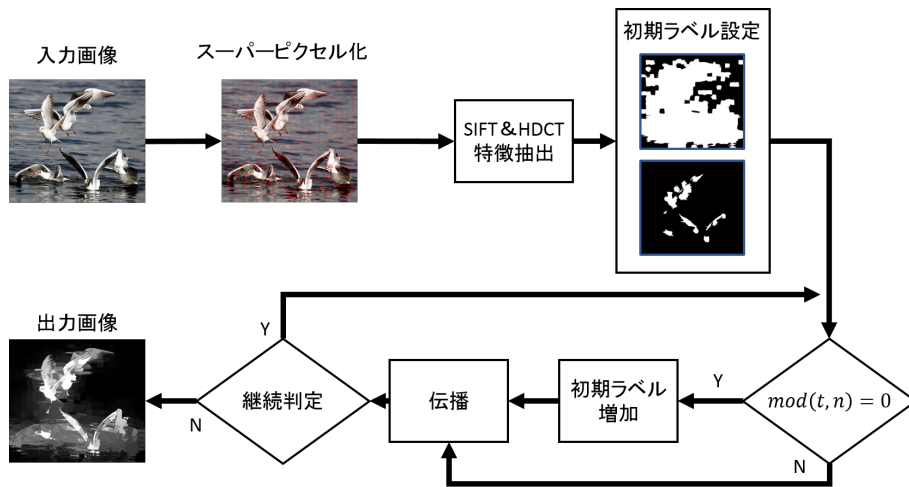 入力画像
スーパーピクセル化
SIFT＆HDCT
特徴抽出
初期ラベル設定
出力画像
Y
N
継続判定
伝播
初期ラベル
増加
Y
mod(t, n) = 0
N